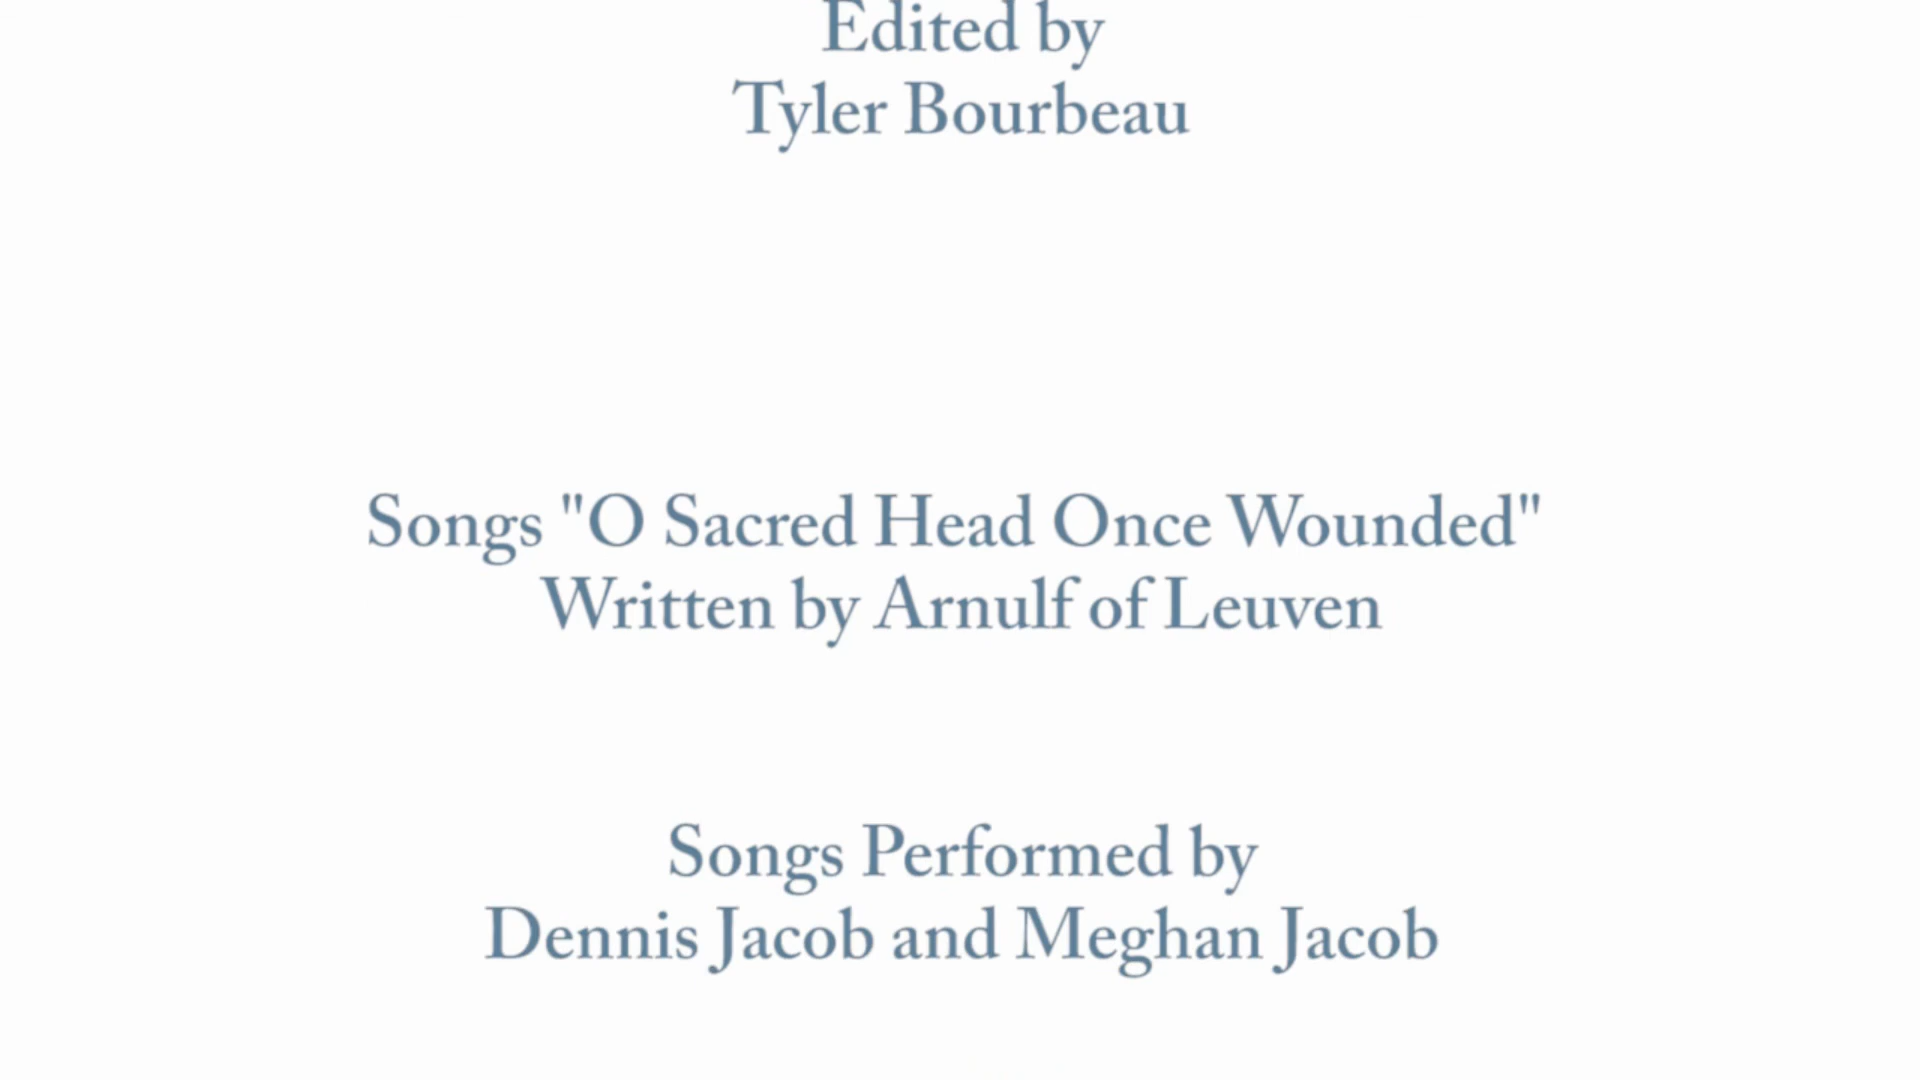 Edited by
Tyler Bourbeau
Songs "O Sacred Head Once Wounded"
Written by Arnulf of Leuven
Songs Performed by
Dennis Jacob and Meghan Jacob